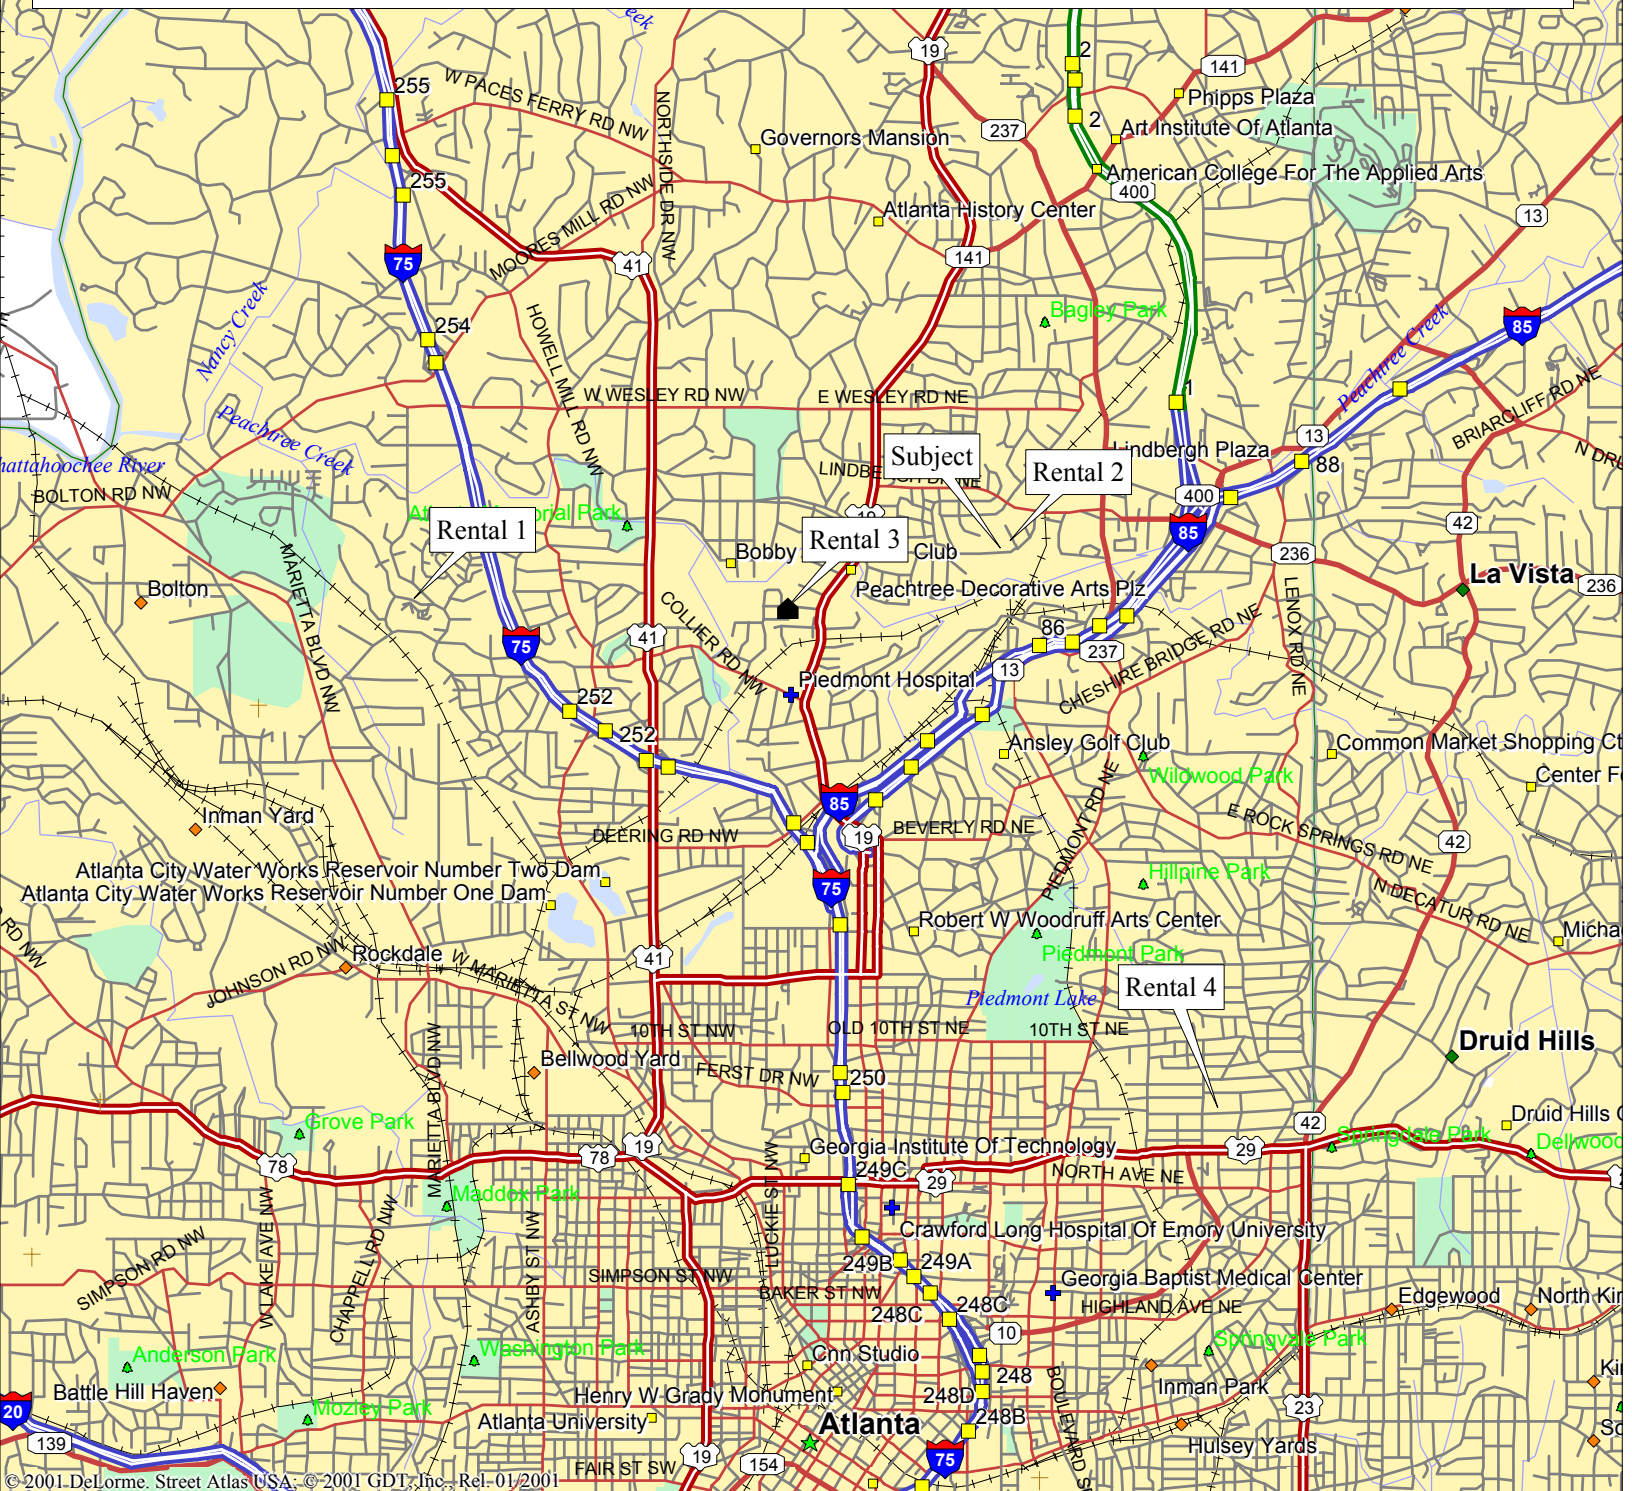 eek
19
2
141
255
W PACES FERRY RD NW
NORTHSIDE DR NW
Phipps Plaza
Governors Mansion
237
2
Art Institute Of Atlanta
255
American College For The Applied Arts
400
MOORES MILL RD NW
Atlanta History Center
13
75
41
141
Nancy Creek
254
HOWELL MILL RD NW
Bagley Park
Peachtree Creek
85
W WESLEY RD NW
E WESLEY RD NE
1
BRIARCLIFF RD NE
Peachtree Creek
Subject
Lindbergh Plaza
13
88
hattahoochee River
BOLTON RD NW
Rental 2
400
42
Rental 1
Rental 3
85
Bobby
Club
236
MARIETTA BLVD NW
Bolton
Peachtree Decorative Arts Plz
La Vista
236
LENOX RD NE
COLLIER RD NW
41
75
86
237
CHESHIRE BRIDGE RD NE
13
Piedmont Hospital
252
252
Ansley Golf Club
Common Market Shopping Ct
Wildwood Park
PIEDMONT RD NE
85
Inman Yard
DEERING RD NW
19
BEVERLY RD NE
E ROCK SPRINGS RD NE
42
Atlanta City Water Works Reservoir Number Two Dam
Atlanta City Water Works Reservoir Number One Dam
75
Hillpine Park
N DECATUR RD NE
Robert W Woodruff Arts Center
RD NW
Rockdale
JOHNSON RD NW
W MARIETTA ST NW
41
Piedmont Park
Rental 4
Piedmont Lake
10TH ST NW
OLD 10TH ST NE
10TH ST NE
Druid Hills
MARIETTA BLVD NW
Bellwood Yard
FERST DR NW
250
Grove Park
42
Druid Hills
78
78
19
Georgia Institute Of Technology
29
Springdale Park
Dellwood
249C
29
NORTH AVE NE
Maddox Park
LUCKIE ST NW
Crawford Long Hospital Of Emory University
SIMPSON RD NW
W LAKE AVE NW
CHAPPELL RD NW
ASHBY ST NW
SIMPSON ST NW
249B
249A
BAKER ST NW
Georgia Baptist Medical Center
248C
248C
HIGHLAND AVE NE
Edgewood
North Kir
10
Springvale Park
Anderson Park
Washington Park
Cnn Studio
248
Battle Hill Haven
Henry W Grady Monument
248D
BOULEVARD SE
Inman Park
Mozley Park
Atlanta University
Atlanta
248B
23
20
139
Hulsey Yards
FAIR ST SW
19
154
75
© 2001 DeLorme. Street Atlas USA; © 2001 GDT, Inc., Rel. 01/2001